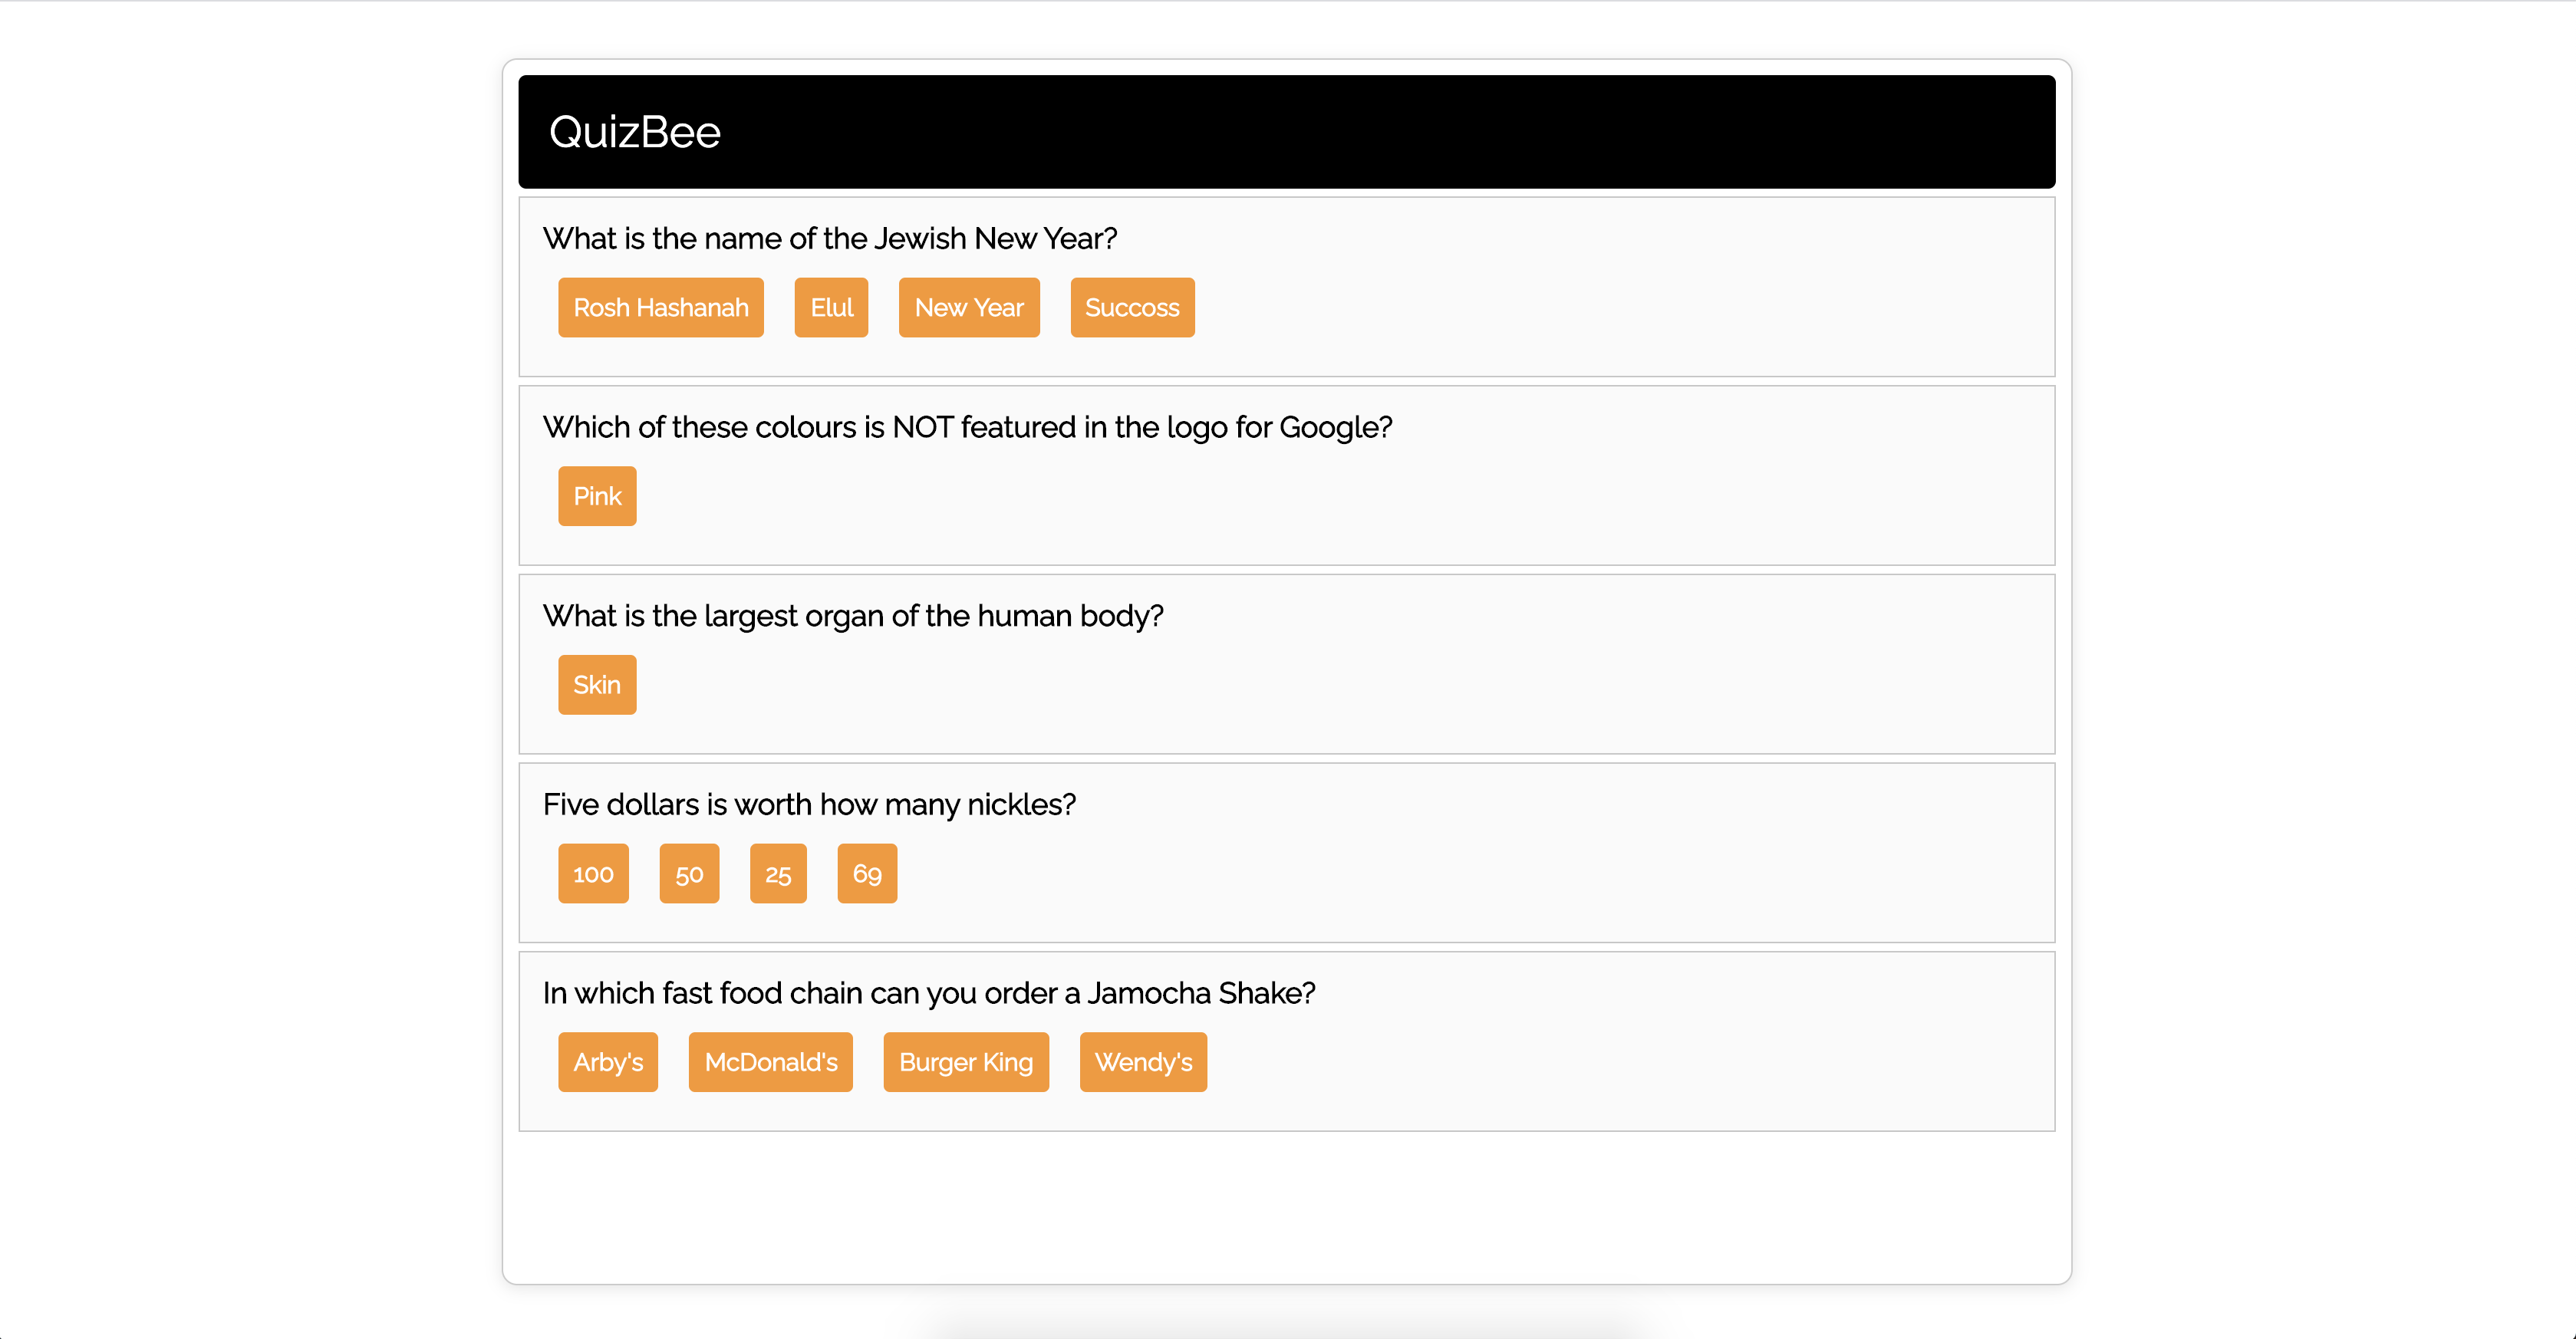 QuizBee
What is the name of the Jewish New Year?
Rosh Hashanah Elul New Year Succoss
Which of these colours is NOT featured in the logo for Google?
Pink
What is the largest organ of the human body?
Skin
Five dollars is worth how many nickles?
100 50 25 69
In which fast food chain can you order a Jamocha Shake?
Arby's McDonald's Burger King Wendy's